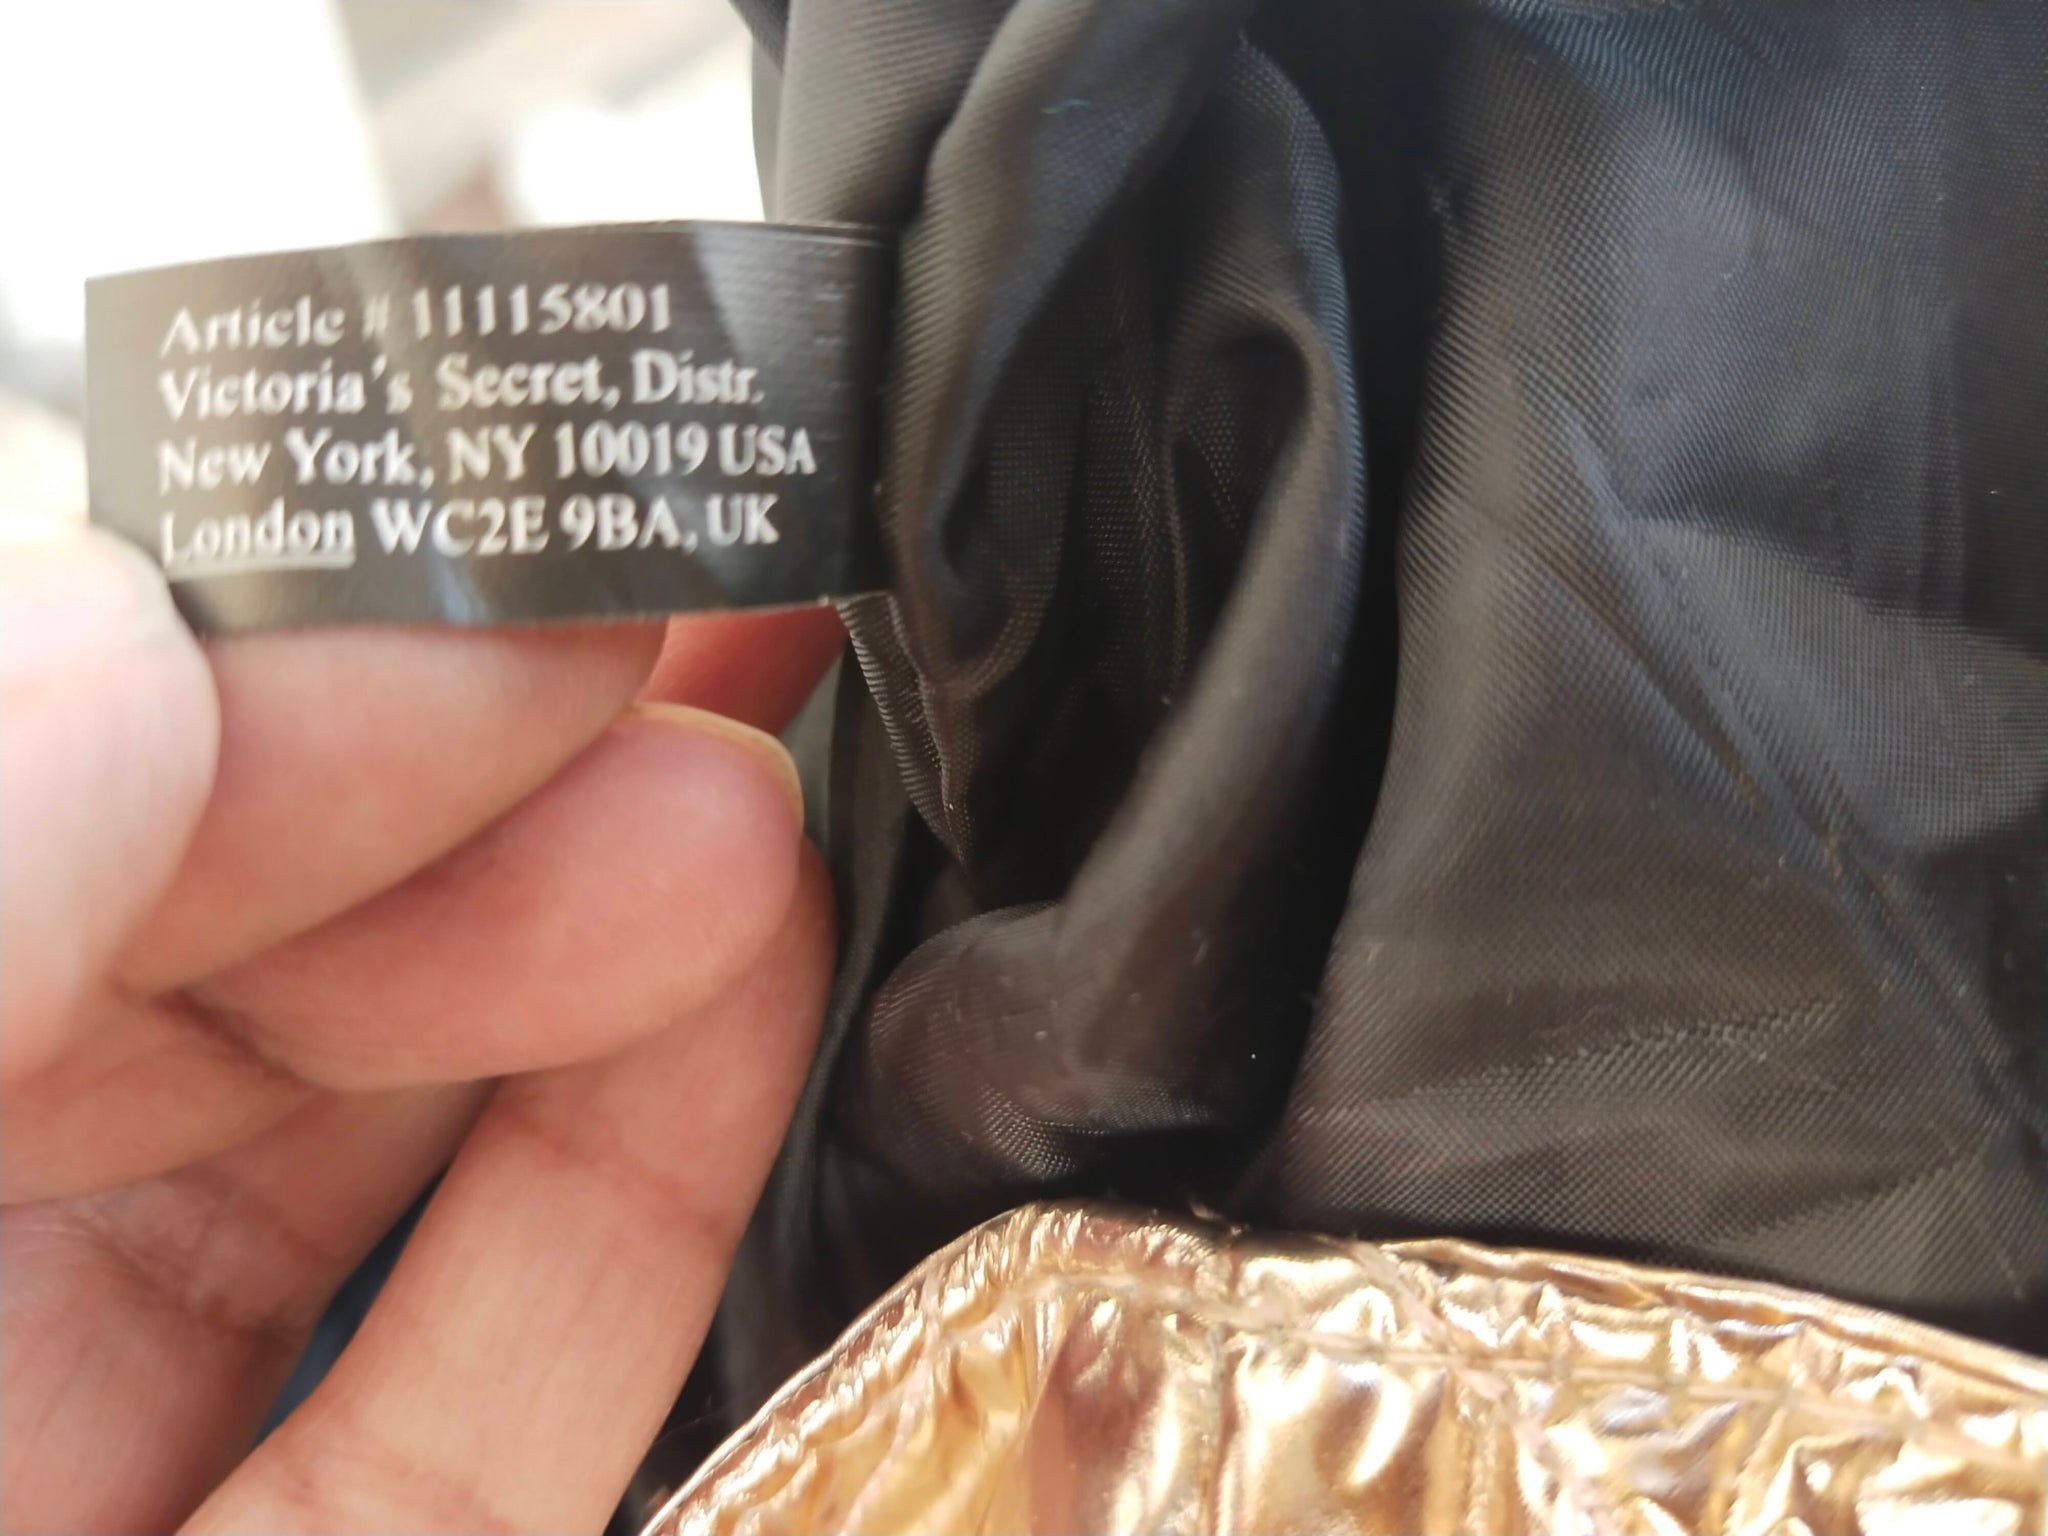 Article # 11115801
Victoria's Secret, Distr.
New York, NY 10019 USA
London WC2E 9BA, UK